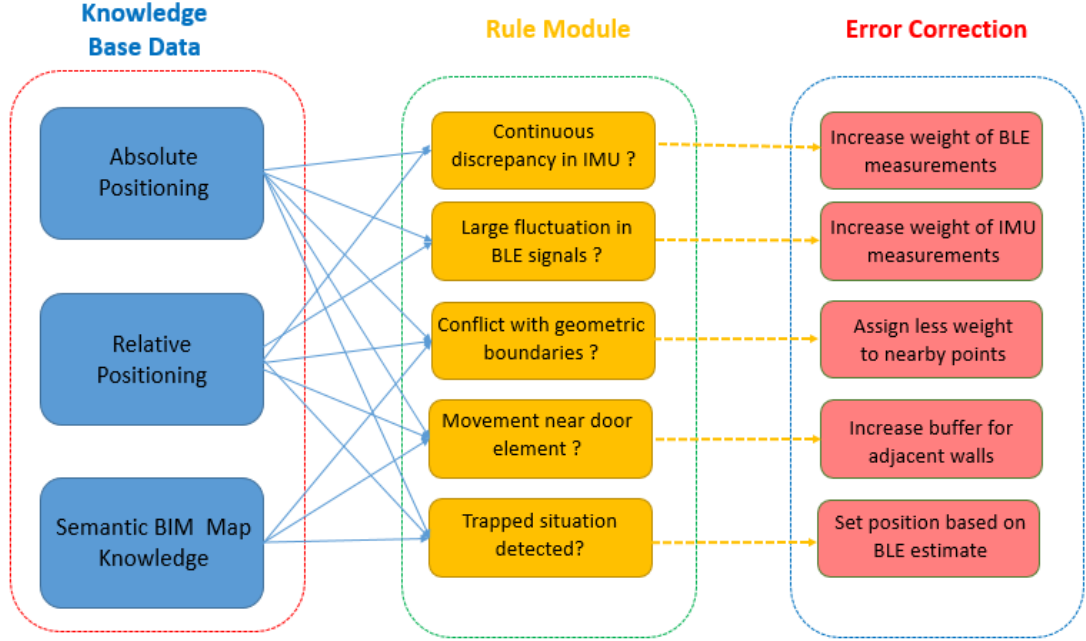 Knowledge
Base Data
Rule Module
Error Correction
Absolute
Positioning
Relative
Positioning
Semantic BIM Map
Knowledge
Continuous
discrepancy in IMU ?
Large fluctuation in
BLE signals ?
Conflict with geometric
boundaries ?
Movement near door
element ?
Trapped situation
detected?
Increase weight of BLE
measurements
Increase weight of IMU
measurements
Assign less weight
to nearby points
Increase buffer for
adjacent walls
Set position based on
BLE estimate